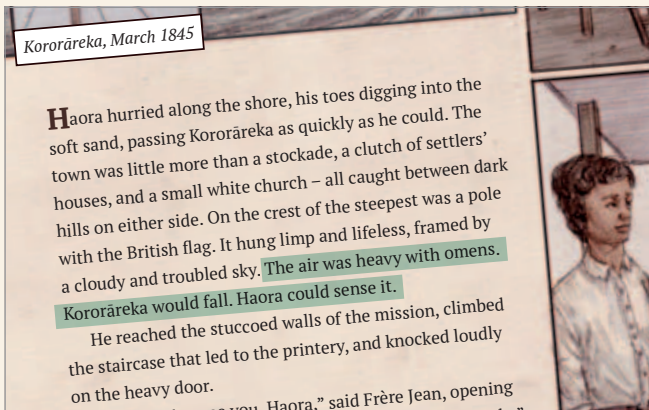 Kororāreka, March 1845
Haora hurried along the shore, his toes digging into the
soft sand, passing Kororāreka as quickly as he could. The
town was little more than a stockade, a clutch of settlers’
houses, and a small white church – all caught between dark
hills on either side. On the crest of the steepest was a pole
with the British flag. It hung limp and lifeless, framed by
a cloudy and troubled sky. The air was heavy with omens.
Kororāreka would fall. Haora could sense it.
He reached the stuccoed walls of the mission, climbed
the staircase that led to the printery, and knocked loudly
on the heavy door.
you, Haora,” said Frère Jean, opening